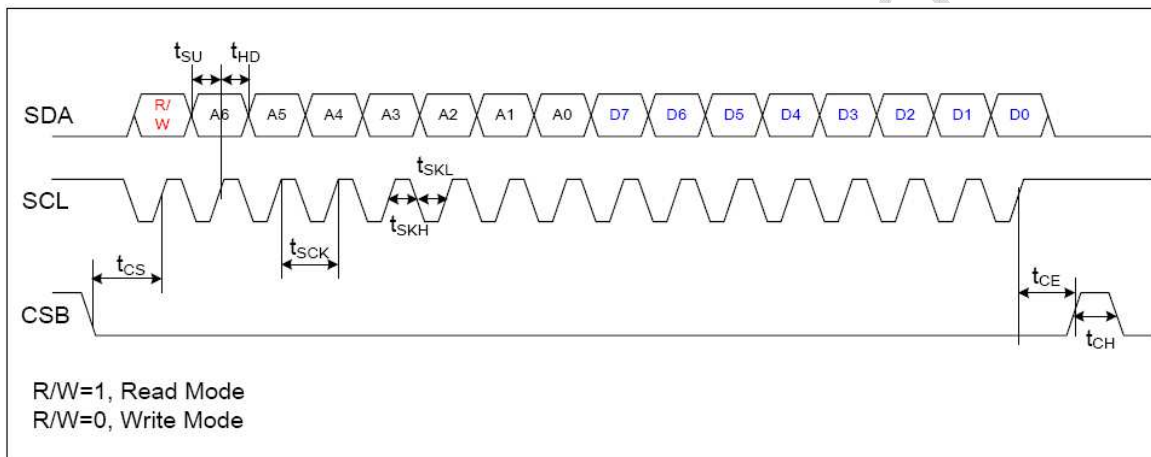 tSU tHD
SDA R/W A6 A5 A4 A3 A2 A1 A0 D7 D6 D5 D4 D3 D2 D1 D0
tSKL
SCL
tSKH
tSCK
tCS
tCE
CSB
tCH
R/W=1, Read Mode
R/W=0, Write Mode